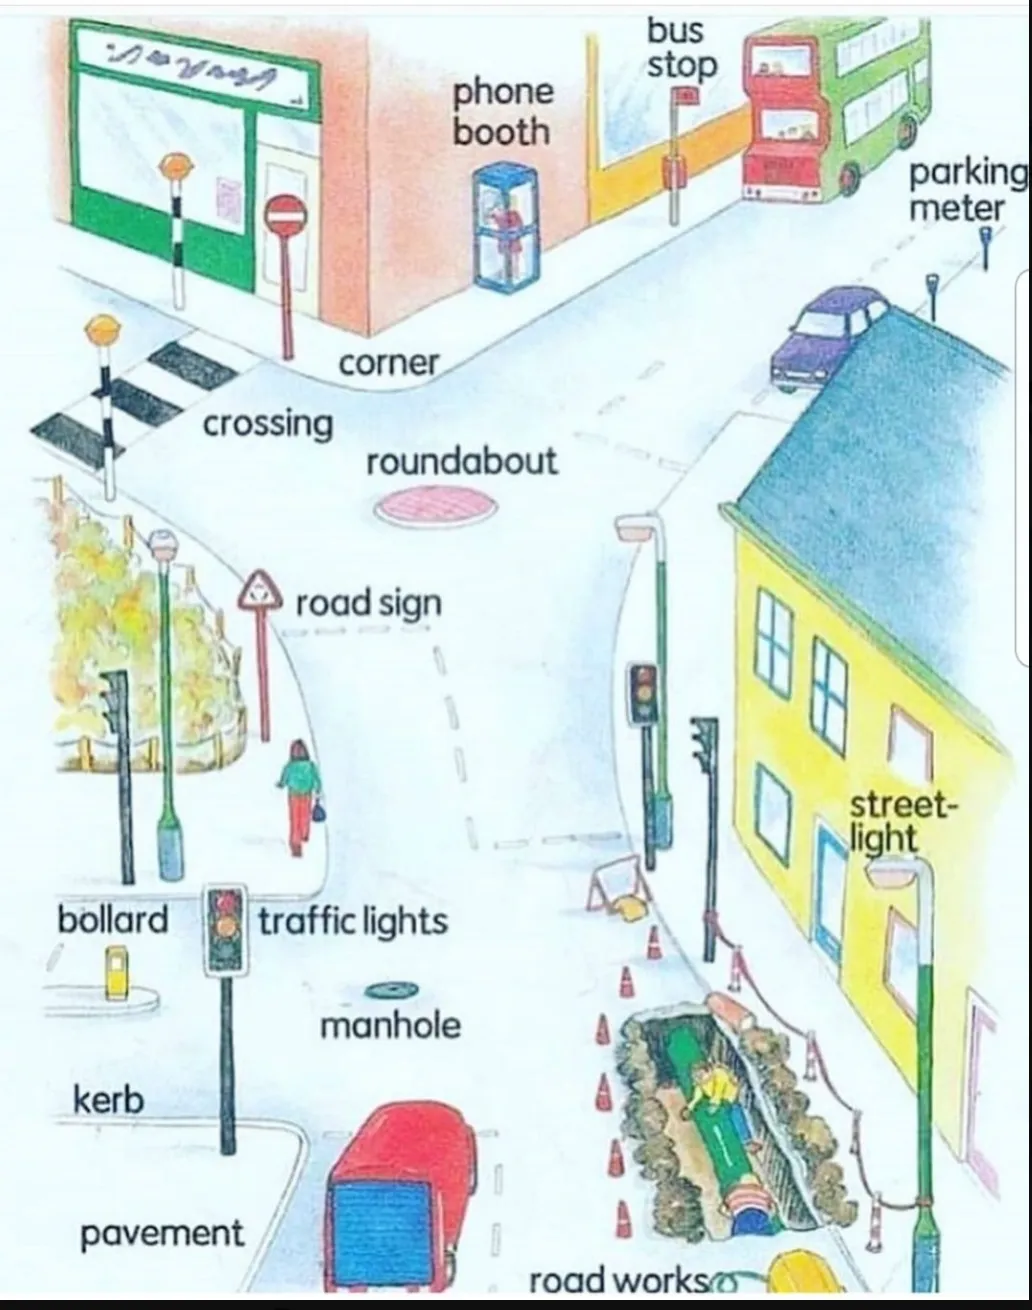 bus
stop
phone
booth
parking
meter
corner
crossing
roundabout
road sign
street-
light
bollard
traffic lights
manhole
kerb
pavement
road works